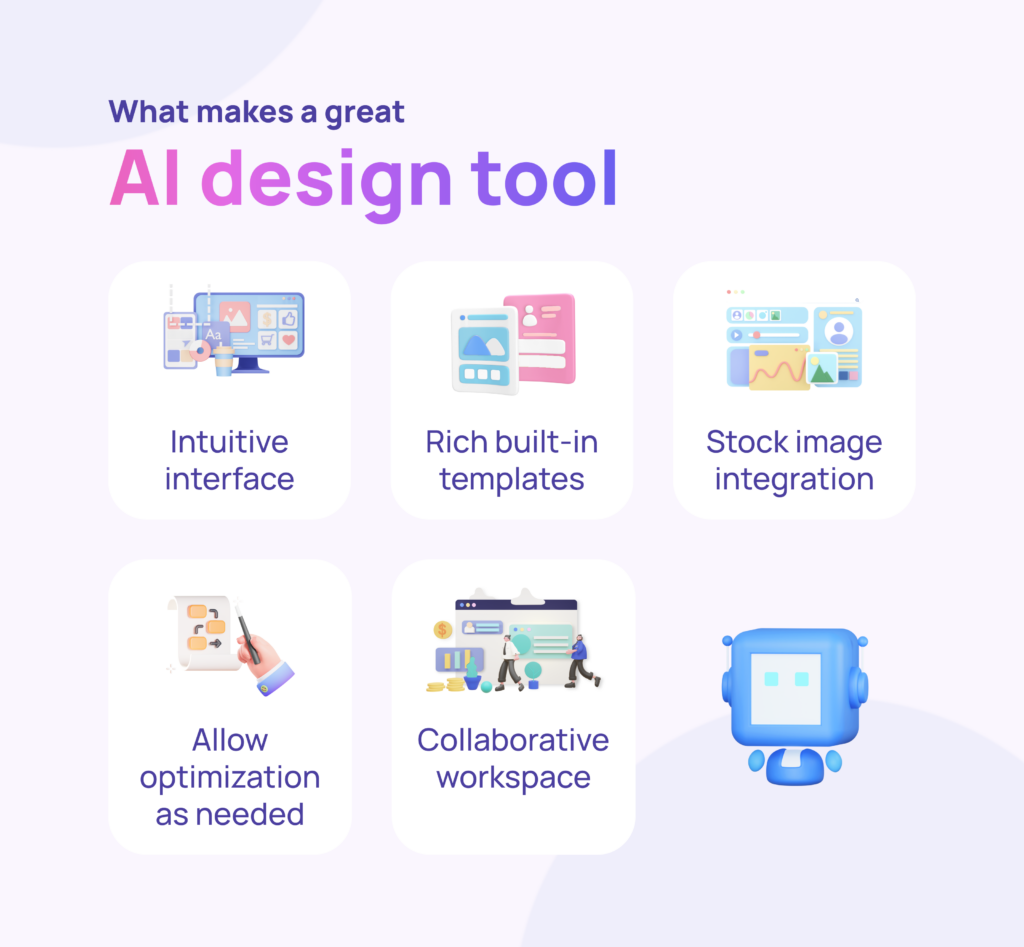 What makes a great
AI design tool
Aa
Intuitive
interface
Rich built-in
templates
Stock image
integration
Allow
optimization
as needed
Collaborative
workspace